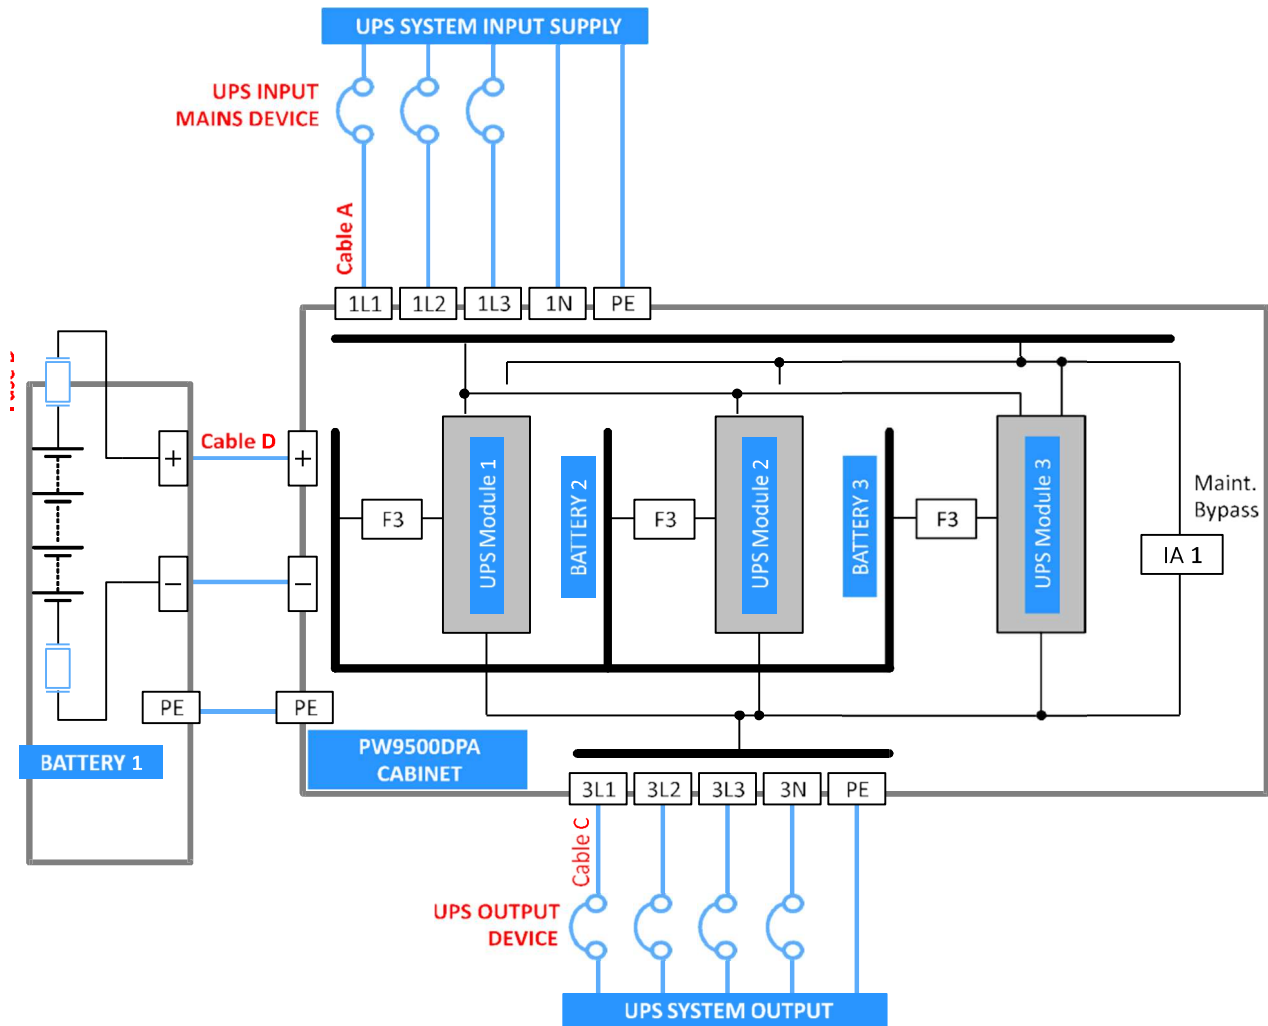 UPS SYSTEM INPUT SUPPLY
UPS INPUT
MAINS DEVICE
Cable A
1L1
1L2
1L3
1N
PE
Cable D
+
+
−
−
PE
PE
BATTERY 1
F3
UPS Module 1
BATTERY 2
F3
UPS Module 2
BATTERY 3
F3
UPS Module 3
Maint.
Bypass
IA 1
PW9500DPA
CABINET
3L1
3L2
3L3
3N
PE
Cable C
UPS OUTPUT
DEVICE
UPS SYSTEM OUTPUT